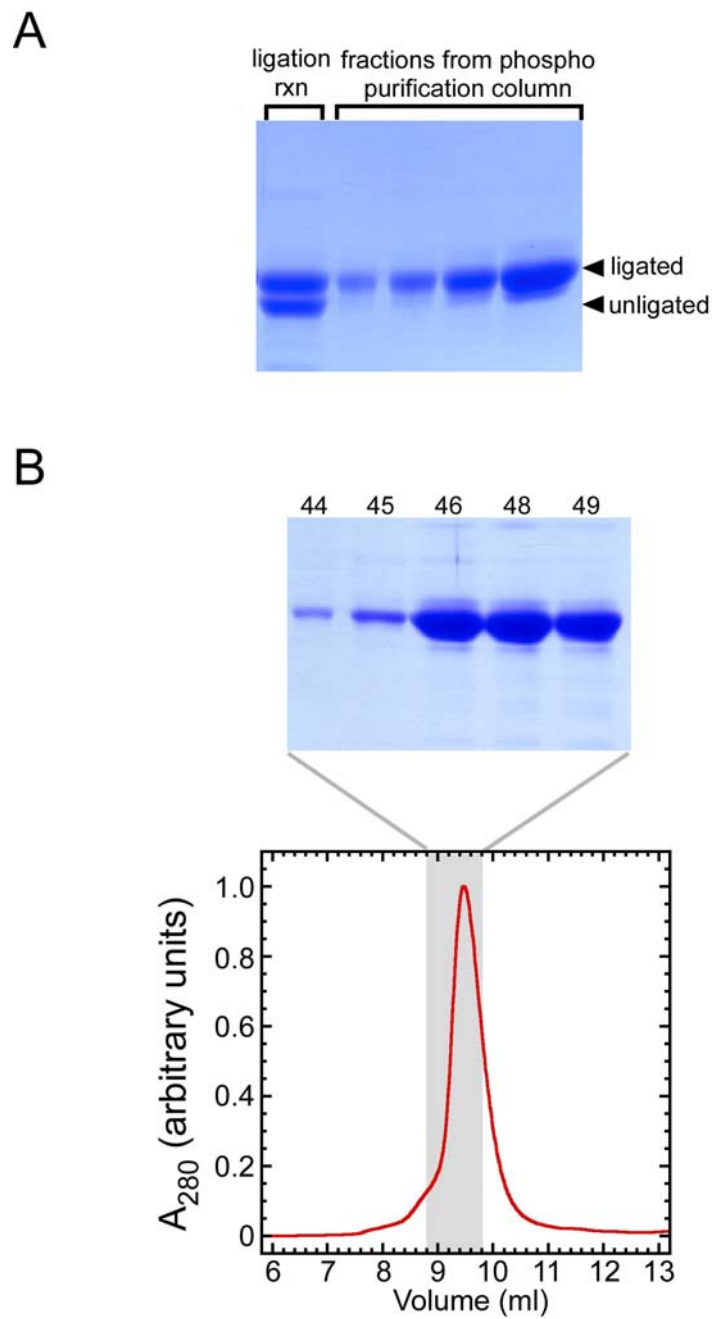 A
ligation rxn
fractions from phospho purification column
ligated
unligated
B
44 45 46 48 49
A280 (arbitrary units)
1.0
0.8
0.6
0.4
0.2
0
6 7 8 9 10 11 12 13
Volume (ml)